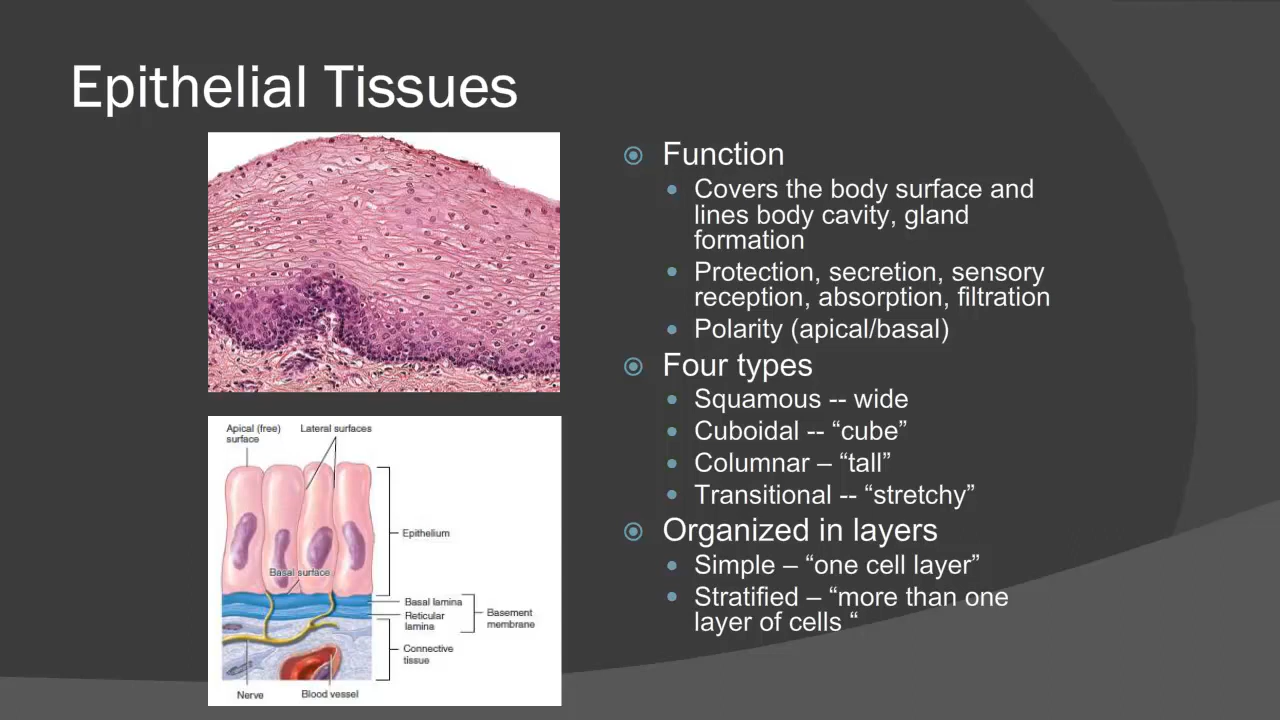 Epithelial Tissues
Apical (free)
surface
Lateral surfaces
Epithelium
Basal surface
Basal lamina
Reticular
lamina
Basement
membrane
Connective
tissue
Nerve
Blood vessel
Function
Covers the body surface and
lines body cavity, gland
formation
Protection, secretion, sensory
reception, absorption, filtration
Polarity (apical/basal)
Four types
Squamous -- wide
Cuboidal -- “cube”
Columnar – “tall”
Transitional -- “stretchy”
Organized in layers
Simple – “one cell layer”
Stratified – “more than one
layer of cells “